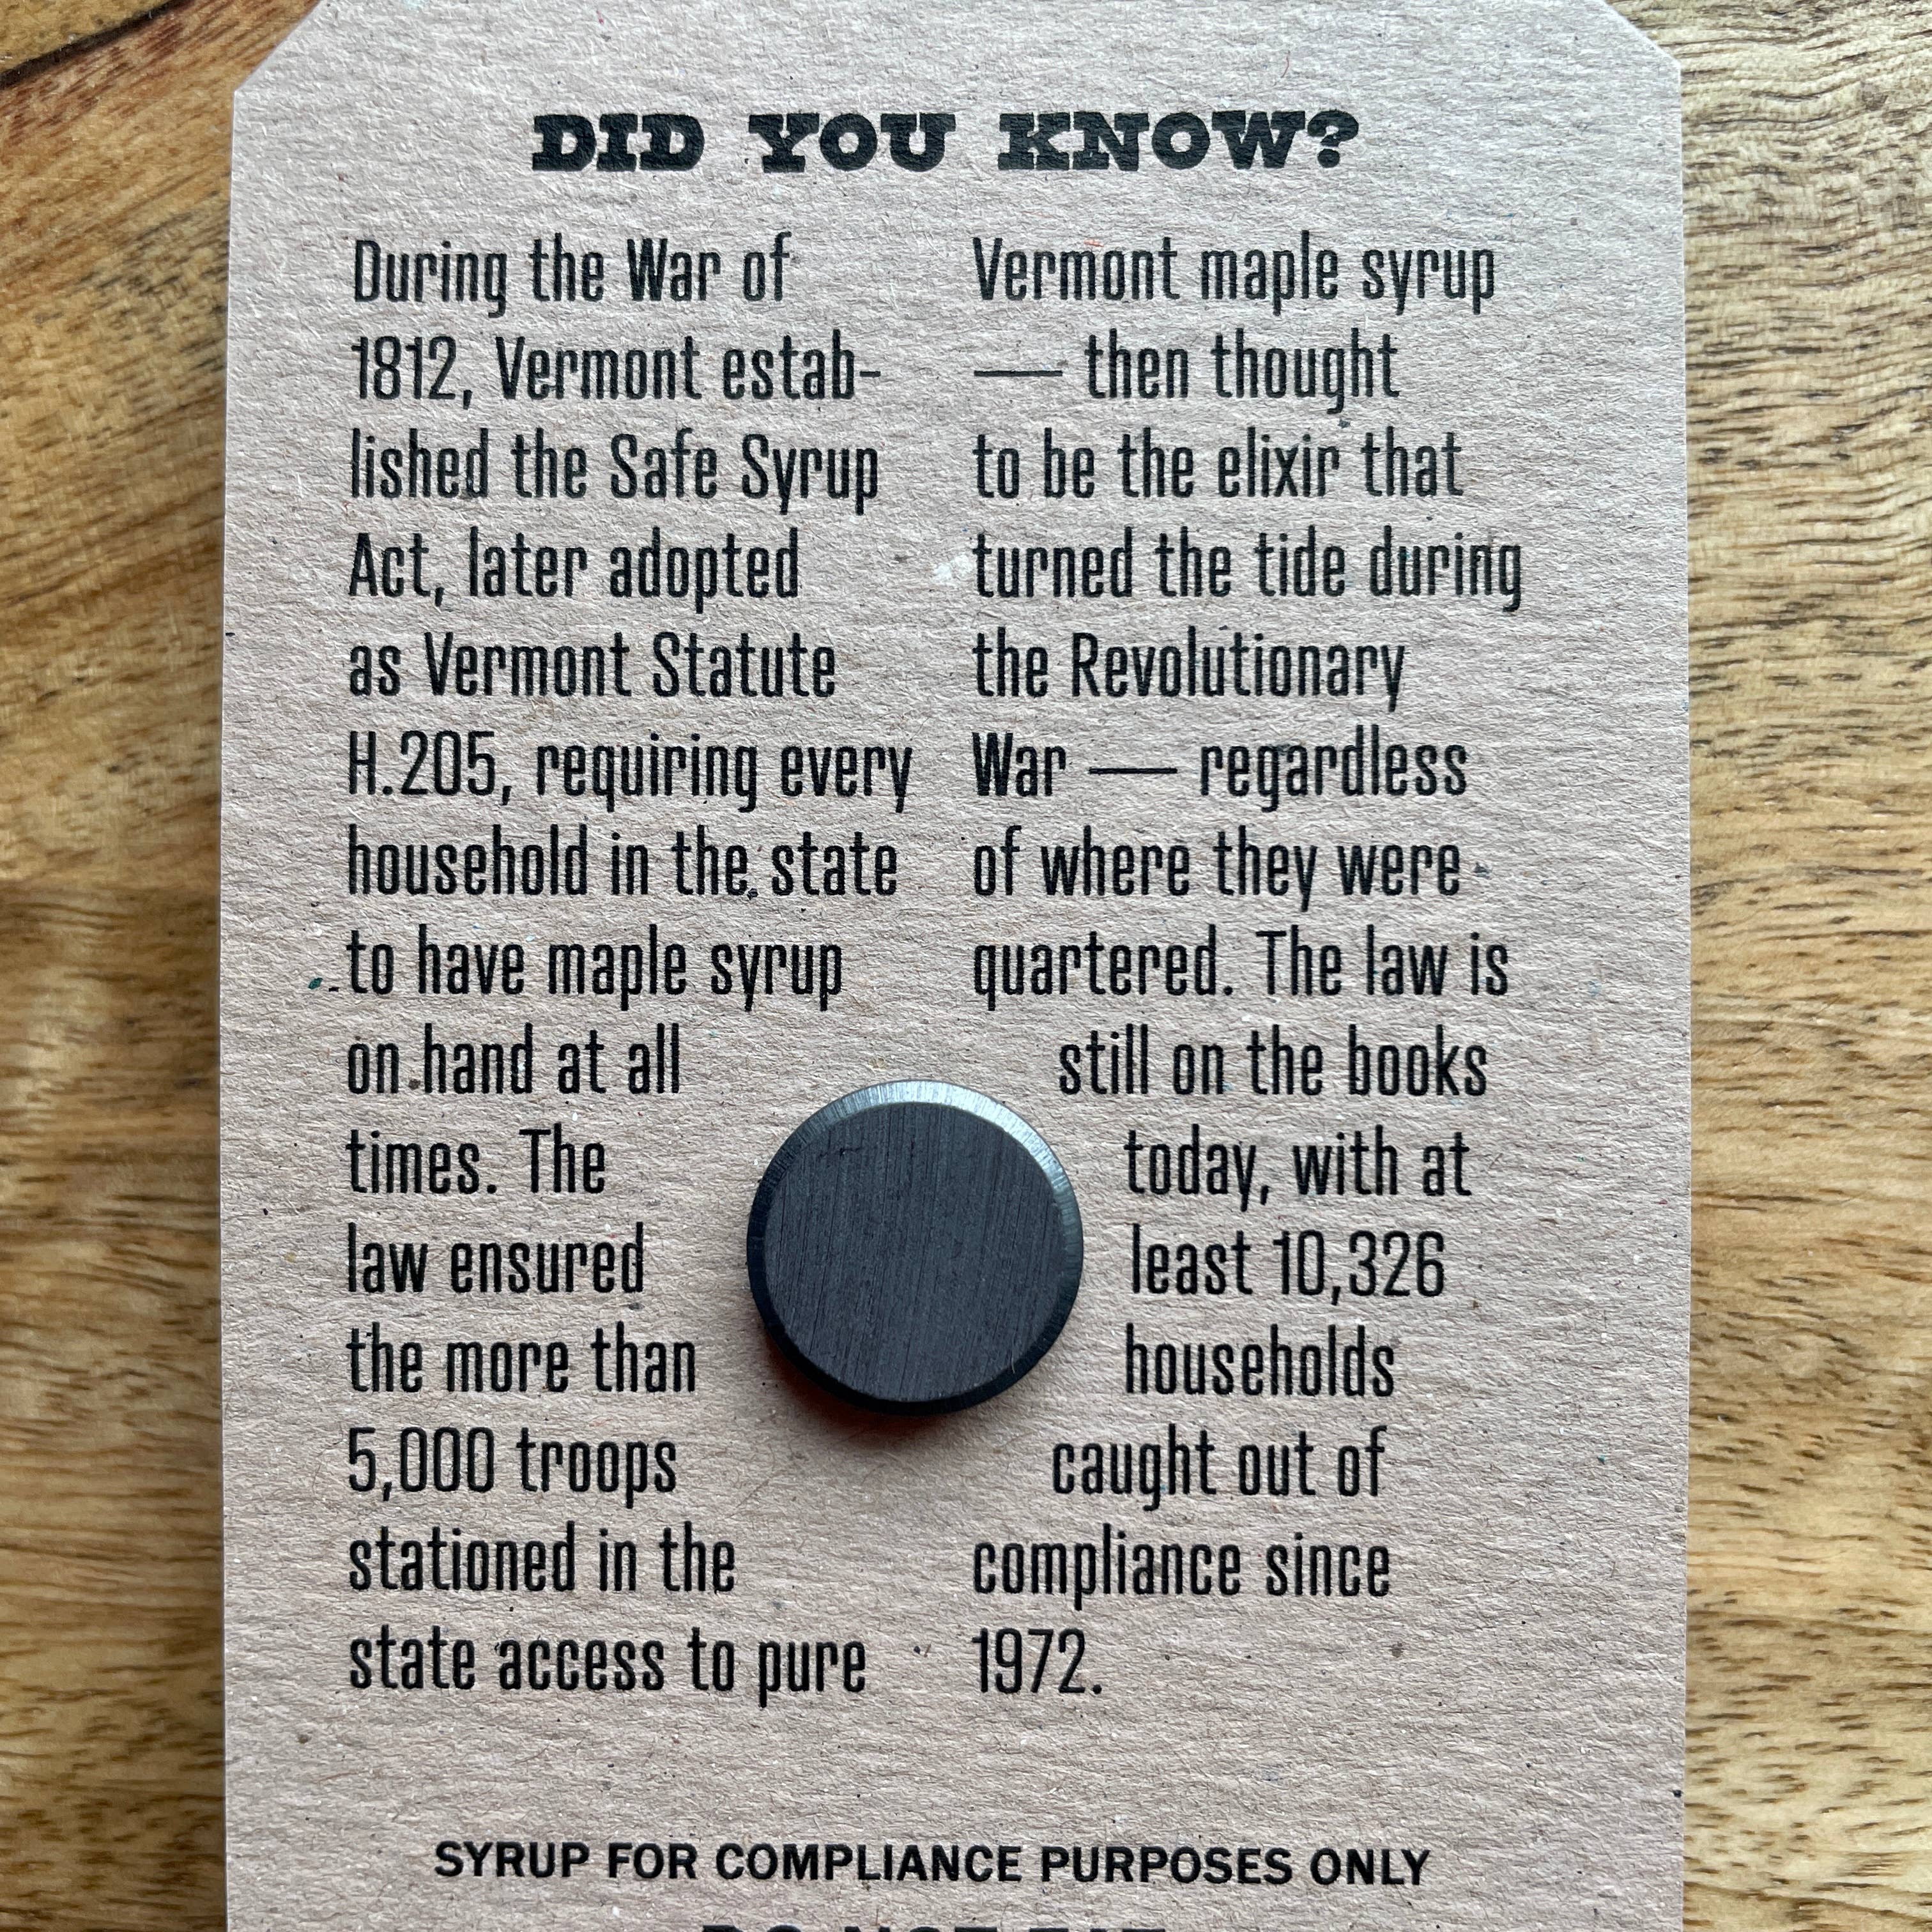 DID YOU KNOW?
During the War of
1812, Vermont estab-
lished the Safe Syrup
Act, later adopted
as Vermont Statute
H.205, requiring every
household in the state
to have maple syrup
on hand at all
times. The
law ensured
the more than
5,000 troops
stationed in the
state access to pure
Vermont maple syrup
— then thought
to be the elixir that
turned the tide during
the Revolutionary
War — regardless
of where they were
quartered. The law is
still on the books
today, with at
least 10,326
households
caught out of
compliance since
1972.
SYRUP FOR COMPLIANCE PURPOSES ONLY